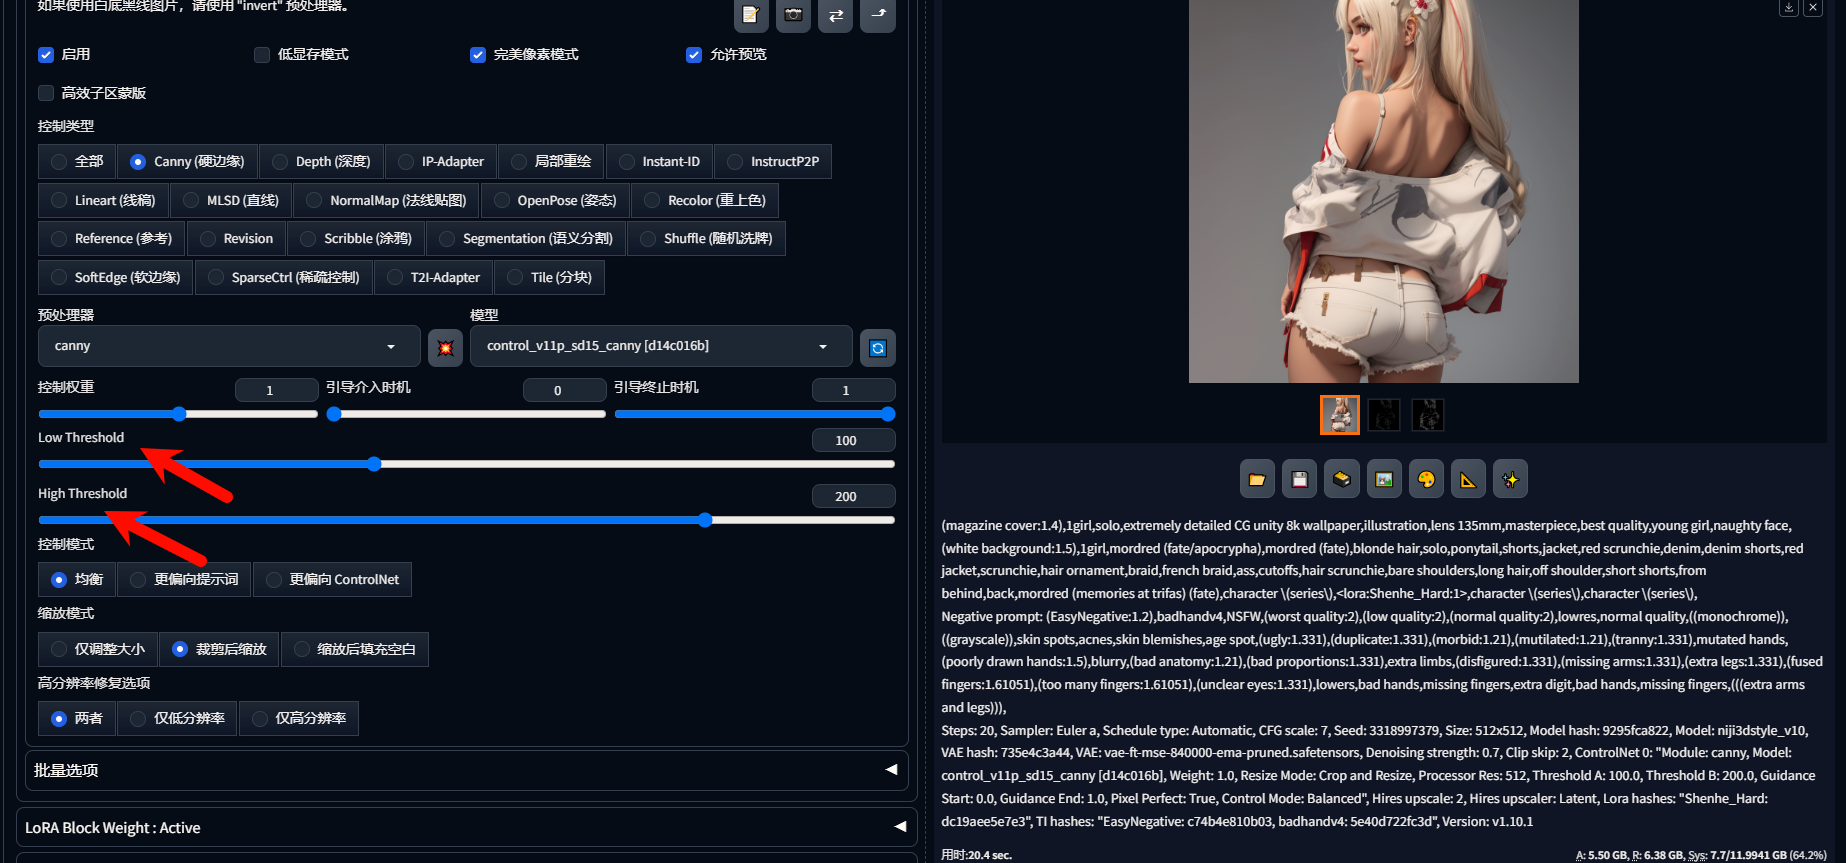 如果使用白底黑线图片，请使用 "invert" 预处理器。
启用
低显存模式
完美像素模式
允许预览
高效子区蒙版
控制类型
全部
Canny (硬边缘)
Depth (深度)
IP-Adapter
局部重绘
Instant-ID
InstructP2P
Lineart (线稿)
MLSD (直线)
NormalMap (法线贴图)
OpenPose (姿态)
Recolor (重上色)
Reference (参考)
Revision
Scribble (涂鸦)
Segmentation (语义分割)
Shuffle (随机洗牌)
SoftEdge (软边缘)
SparseCtrl (稀疏控制)
T2I-Adapter
Tile (分块)
预处理器
模型
canny
control_v11p_sd15_canny [d14c016b]
控制权重
1
引导介入时机
0
引导终止时机
1
Low Threshold
100
High Threshold
200
控制模式
均衡
更偏向提示词
更偏向 ControlNet
缩放模式
仅调整大小
裁剪后缩放
缩放后填充空白
高分辨率修复选项
两者
仅低分辨率
仅高分辨率
批量选项
LoRA Block Weight : Active
(magazine cover:1.4),1girl,solo,extremely detailed CG unity 8k wallpaper,illustration,lens 135mm,masterpiece,best quality,young girl,naughty face,
(white background:1.5),1girl,mordred (fate/apocrypha),mordred (fate),blonde hair,solo,ponytail,shorts,jacket,red scrunchie,denim,denim shorts,red
jacket,scrunchie,hair ornament,braid,french braid,ass,cutoffs,hair scrunchie,bare shoulders,long hair,off shoulder,short shorts,from
behind,back,mordred (memories at trifas) (fate),character \(series\),<lora:Shenhe_Hard:1>,character \(series\),character \(series\),
Negative prompt: (EasyNegative:1.2),badhandv4,NSFW,(worst quality:2),(low quality:2),(normal quality:2),lowres,normal quality,((monochrome)),
((grayscale)),skin spots,acnes,skin blemishes,age spot,(ugly:1.331),(duplicate:1.331),(morbid:1.21),(mutilated:1.21),(tranny:1.331),mutated hands,
(poorly drawn hands:1.5),blurry,(bad anatomy:1.21),(bad proportions:1.331),extra limbs,(disfigured:1.331),(missing arms:1.331),(extra legs:1.331),(fused
fingers:1.61051),(too many fingers:1.61051),(unclear eyes:1.331),lowers,bad hands,missing fingers,extra digit,bad hands,missing fingers,(((extra arms
and legs))),
Steps: 20, Sampler: Euler a, Schedule type: Automatic, CFG scale: 7, Seed: 3318997379, Size: 512x512, Model hash: 9295fca822, Model: niji3dstyle_v10,
VAE hash: 735e4c3a44, VAE: vae-ft-mse-840000-ema-pruned.safetensors, Denoising strength: 0.7, Clip skip: 2, ControlNet 0: "Module: canny, Model:
control_v11p_sd15_canny [d14c016b], Weight: 1.0, Resize Mode: Crop and Resize, Processor Res: 512, Threshold A: 100.0, Threshold B: 200.0, Guidance
Start: 0.0, Guidance End: 1.0, Pixel Perfect: True, Control Mode: Balanced", Hires upscale: 2, Hires upscaler: Latent, Lora hashes: "Shenhe_Hard:
dc19aee5e7e3", TI hashes: "EasyNegative: c74b4e810b03, badhandv4: 5e40d722fc3d", Version: v1.10.1
用时:20.4 sec.
A: 5.50 GB, R: 6.38 GB, Sys: 7.7/11.9941 GB (64.2%)